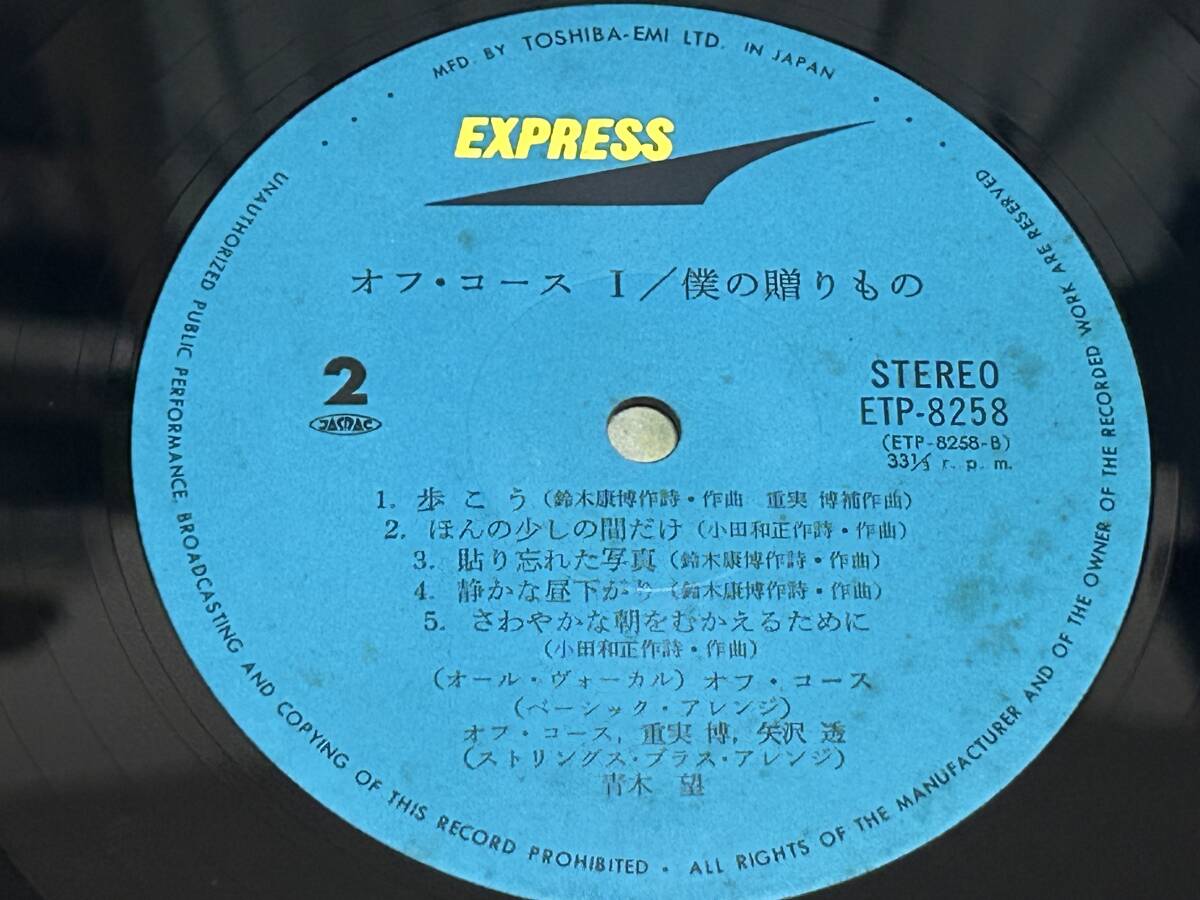 MFD. BY TOSHIBA-EMI LTD. IN JAPAN
EXPRESS
オフ・コース I/僕の贈りもの
2
JASRAC
STEREO
ETP-8258
(ETP-8258-B)
33⅓ r. p. m.
1. 歩こう (鈴木康博作詩・作曲 重実 博補作曲)
2. ほんの少しの間だけ (小田和正作詩・作曲)
3. 貼り忘れた写真 (鈴木康博作詩・作曲)
4. 静かな昼下がり (鈴木康博作詩・作曲)
5. さわやかな朝をむかえるために
(小田和正作詩・作曲)
(オール・ヴォーカル) オフ・コース
(ベーシック・アレンジ)
オフ・コース, 重実 博, 矢沢 透
(ストリングス・ブラス・アレンジ)
青木 望
UNAUTHORIZED PUBLIC PERFORMANCE, BROADCASTING AND COPYING OF THIS RECORD PROHIBITED • ALL RIGHTS OF THE MANUFACTURER AND OF THE OWNER OF THE RECORDED WORK ARE RESERVED